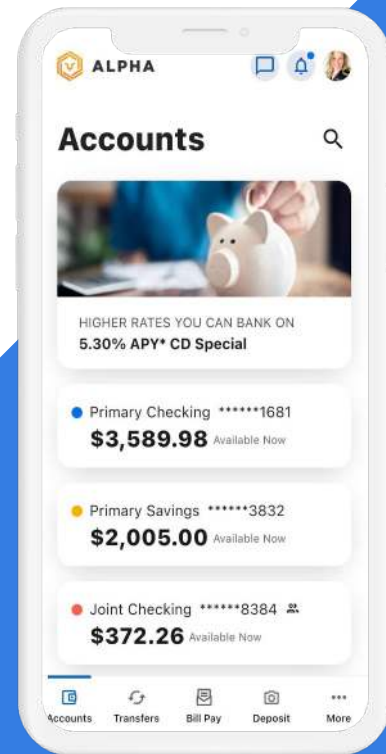 ALPHA
Accounts
HIGHER RATES YOU CAN BANK ON
5.30% APY* CD Special
Primary Checking ******1681
$3,589.98 Available Now
Primary Savings ******3832
$2,005.00 Available Now
Joint Checking ******8384
$372.26 Available Now
Accounts Transfers Bill Pay Deposit More